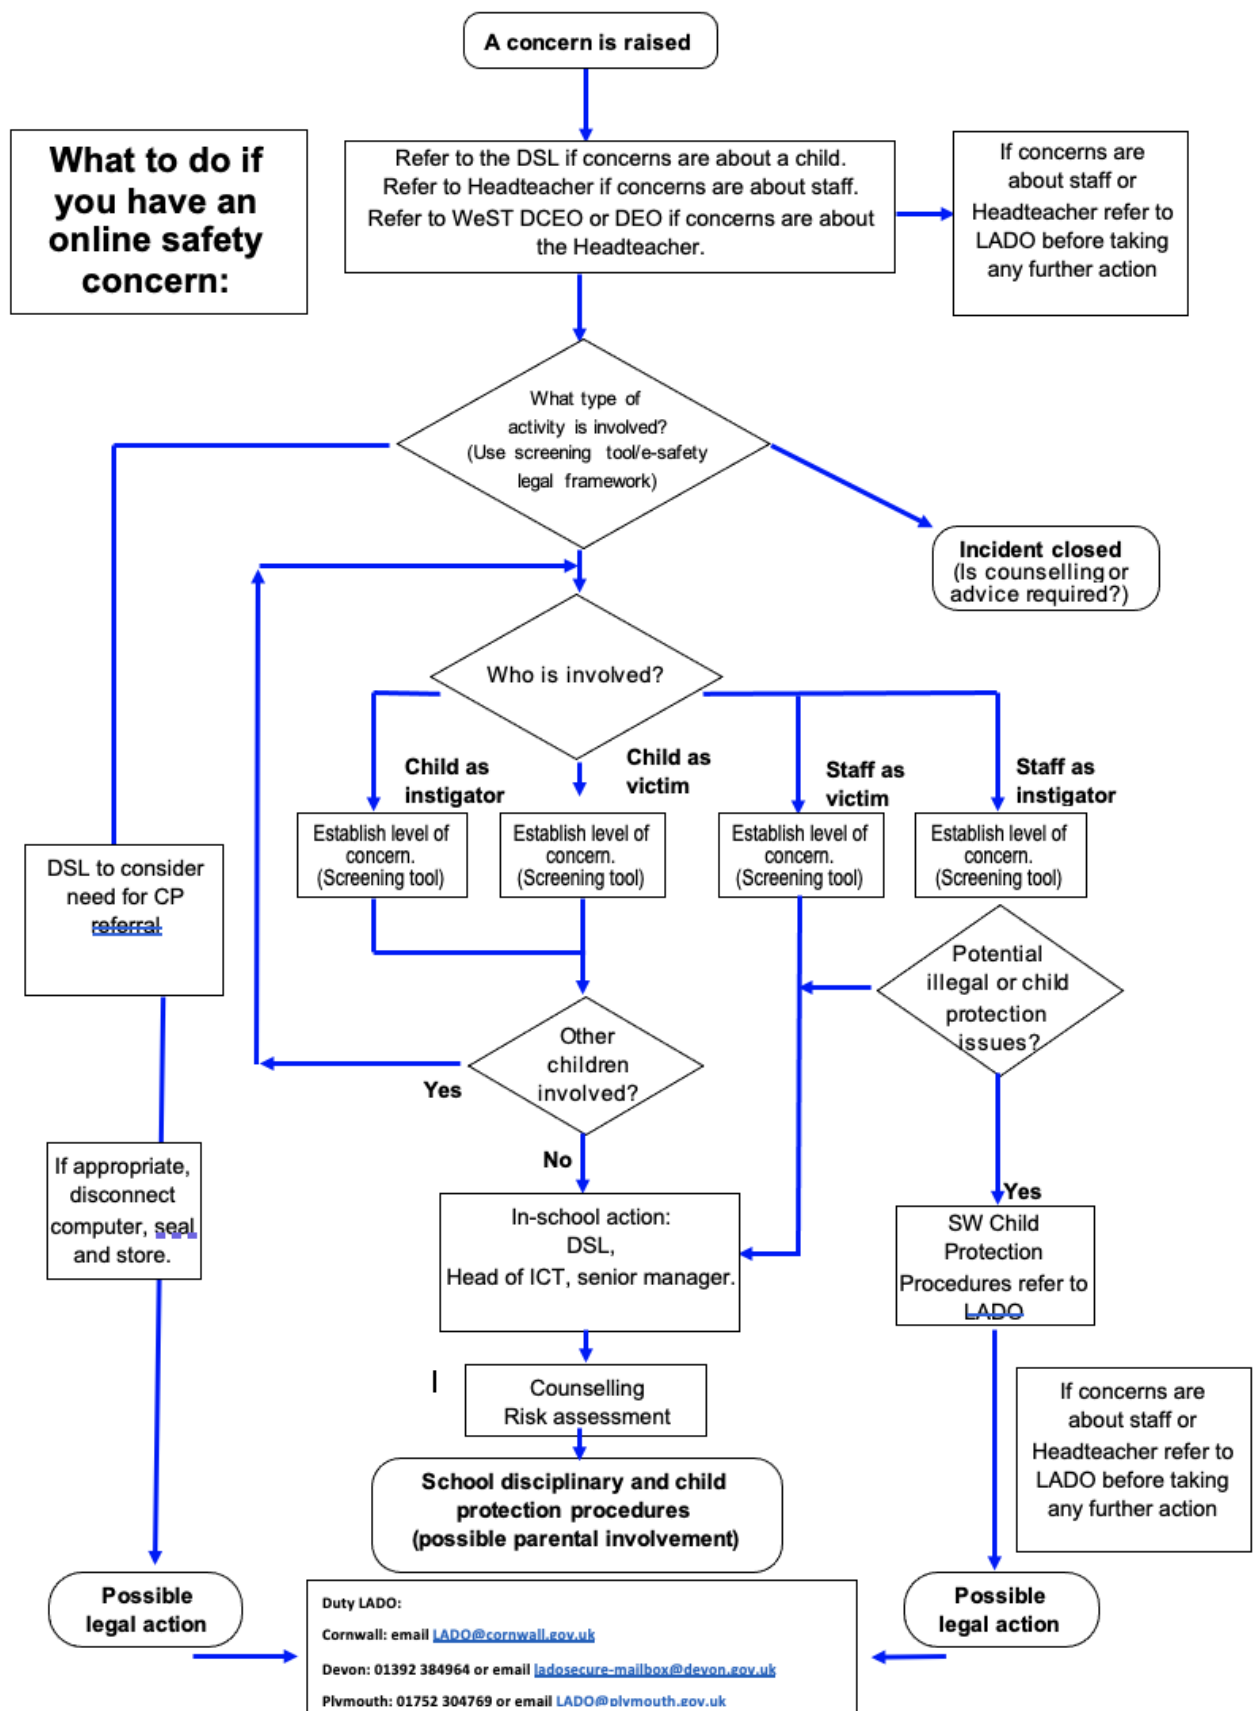 A concern is raised
What to do if
you have an
online safety
concern:
Refer to the DSL if concerns are about a child.
Refer to Headteacher if concerns are about staff.
Refer to WeST DCEO or DEO if concerns are about
the Headteacher.
If concerns are
about staff or
Headteacher refer to
LADO before taking
any further action
What type of
activity is involved?
(Use screening tool/e-safety
legal framework)
Incident closed
(Is counselling or
advice required?)
Who is involved?
Child as
instigator
Child as
victim
Staff as
victim
Staff as
instigator
Establish level of
concern.
(Screening tool)
Establish level of
concern.
(Screening tool)
Establish level of
concern.
(Screening tool)
Establish level of
concern.
(Screening tool)
DSL to consider
need for CP
referral
Potential
illegal or child
protection
issues?
Other
children
involved?
Yes
No
If appropriate,
disconnect
computer, seal
and store.
In-school action:
DSL,
Head of ICT, senior manager.
Yes
SW Child
Protection
Procedures refer to
LADO
Counselling
Risk assessment
If concerns are
about staff or
Headteacher refer to
LADO before taking
any further action
School disciplinary and child
protection procedures
(possible parental involvement)
Possible
legal action
Possible
legal action
Duty LADO:
Cornwall: email LADO@cornwall.gov.uk
Devon: 01392 384964 or email ladosecure-mailbox@devon.gov.uk
Plymouth: 01752 304769 or email LADO@plymouth.gov.uk